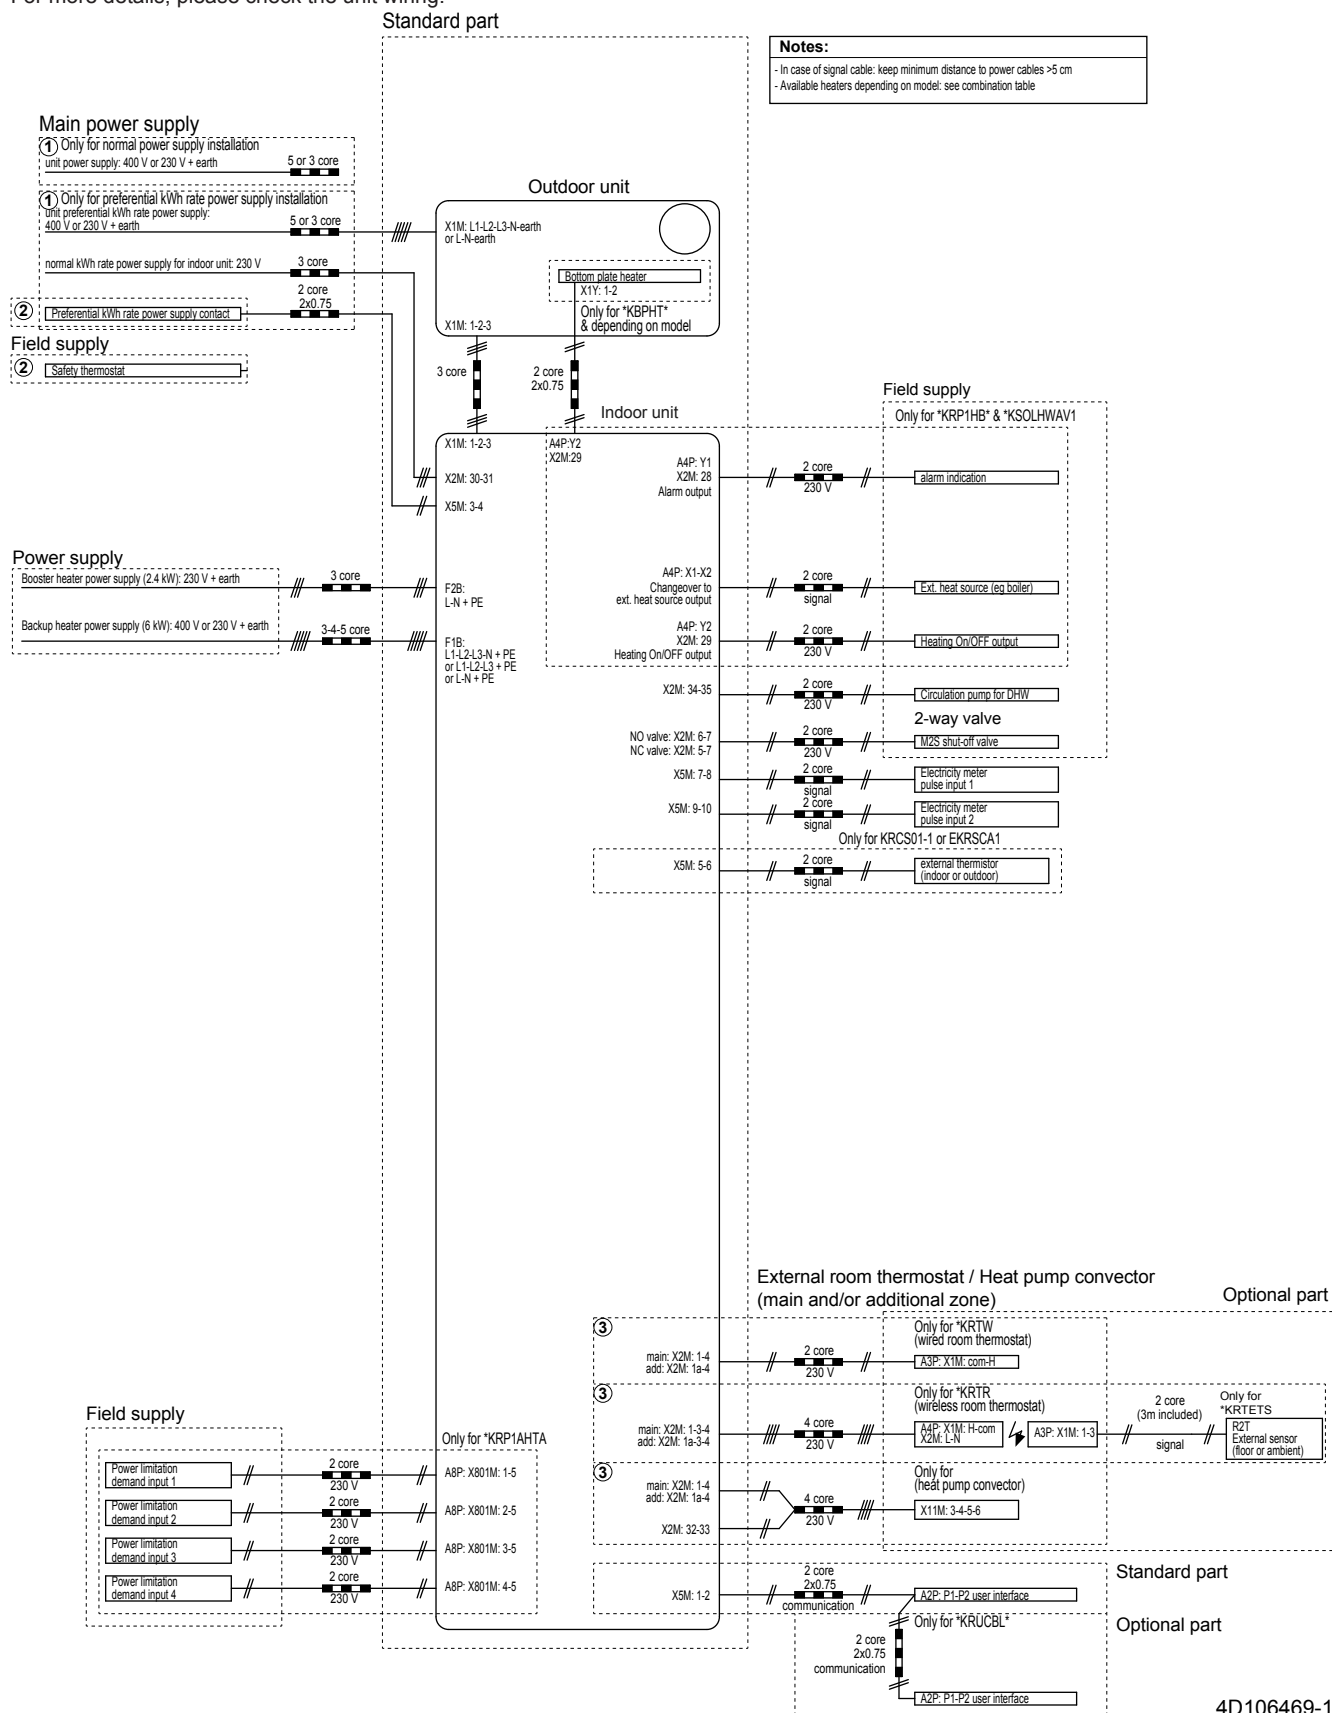 For more details, please check the unit wiring.
Standard part
Notes:
- In case of signal cable: keep minimum distance to power cables >5 cm
- Available heaters depending on model: see combination table
Main power supply
1 Only for normal power supply installation
unit power supply: 400 V or 230 V + earth
5 or 3 core
1 Only for preferential kWh rate power supply installation
unit preferential kWh rate power supply:
400 V or 230 V + earth
5 or 3 core
normal kWh rate power supply for indoor unit: 230 V
3 core
2 core
2x0.75
2 Preferential kWh rate power supply contact
Field supply
2 Safety thermostat
Outdoor unit
X1M: L1-L2-L3-N-earth
or L-N-earth
Bottom plate heater
X1Y: 1-2
Only for *KBPHT*
& depending on model
X1M: 1-2-3
3 core
2 core
2x0.75
Indoor unit
X1M: 1-2-3
A4P:Y2
X2M:29
X2M: 30-31
X5M: 3-4
Field supply
Only for *KRP1HB* & *KSOLHWAV1
A4P: Y1
X2M: 28
Alarm output
2 core
230 V
alarm indication
Power supply
Booster heater power supply (2.4 kW): 230 V + earth
3 core
F2B:
L-N + PE
Backup heater power supply (6 kW): 400 V or 230 V + earth
3-4-5 core
F1B:
L1-L2-L3-N + PE
or L1-L2-L3 + PE
or L-N + PE
A4P: X1-X2
Changeover to
ext. heat source output
2 core
signal
Ext. heat source (eg boiler)
A4P: Y2
X2M: 29
Heating On/OFF output
2 core
230 V
Heating On/OFF output
X2M: 34-35
2 core
230 V
Circulation pump for DHW
2-way valve
NO valve: X2M: 6-7
NC valve: X2M: 5-7
2 core
230 V
M2S shut-off valve
X5M: 7-8
2 core
signal
Electricity meter
pulse input 1
X5M: 9-10
2 core
signal
Electricity meter
pulse input 2
Only for KRCS01-1 or EKRSCA1
X5M: 5-6
2 core
signal
external thermistor
(indoor or outdoor)
External room thermostat / Heat pump convector
(main and/or additional zone)
Optional part
3
Only for *KRTW
(wired room thermostat)
main: X2M: 1-4
add: X2M: 1a-4
2 core
230 V
A3P: X1M: com-H
3
Only for *KRTR
(wireless room thermostat)
main: X2M: 1-3-4
add: X2M: 1a-3-4
4 core
230 V
A4P: X1M: H-com
X2M: L-N
A3P: X1M: 1-3
2 core
(3m included)
signal
Only for
*KRTETS
R2T
External sensor
(floor or ambient)
3
Only for
(heat pump convector)
main: X2M: 1-4
add: X2M: 1a-4
X2M: 32-33
4 core
230 V
X11M: 3-4-5-6
Field supply
Only for *KRP1AHTA
Power limitation
demand input 1
2 core
230 V
A8P: X801M: 1-5
Power limitation
demand input 2
2 core
230 V
A8P: X801M: 2-5
Power limitation
demand input 3
2 core
230 V
A8P: X801M: 3-5
Power limitation
demand input 4
2 core
230 V
A8P: X801M: 4-5
Standard part
X5M: 1-2
2 core
2x0.75
communication
A2P: P1-P2 user interface
Optional part
Only for *KRUCBL*
2 core
2x0.75
communication
A2P: P1-P2 user interface
4D106469-1